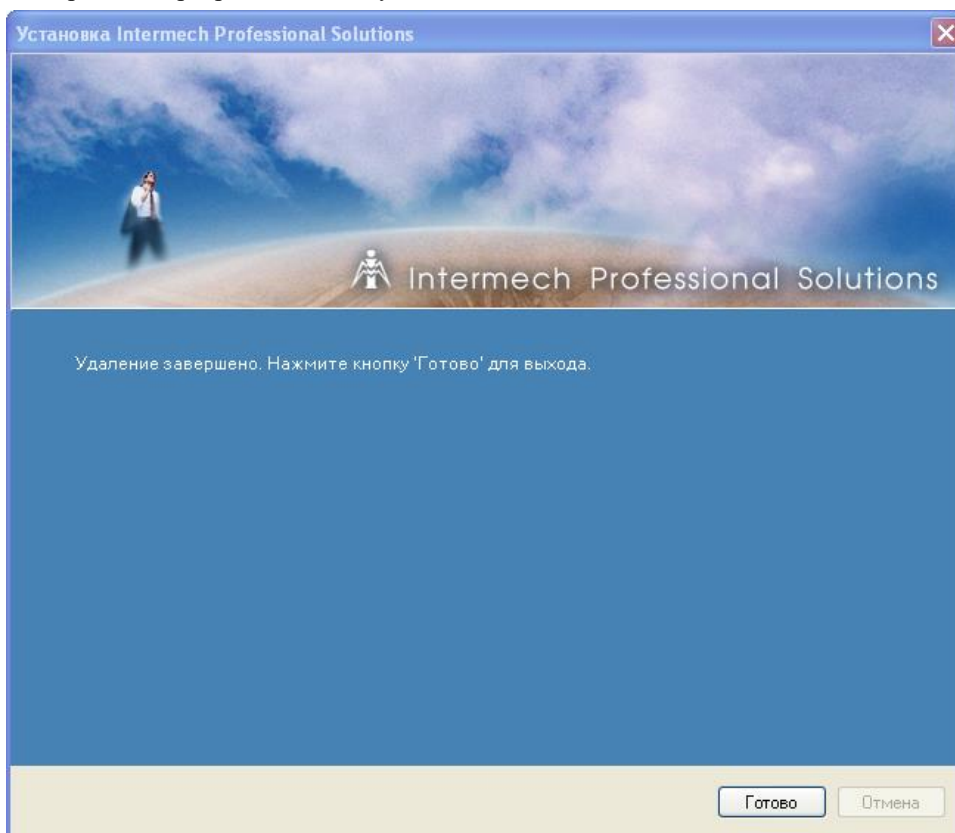 Установка Intermech Professional Solutions
Intermech Professional Solutions
Удаление завершено. Нажмите кнопку 'Готово' для выхода.
Готово Отмена